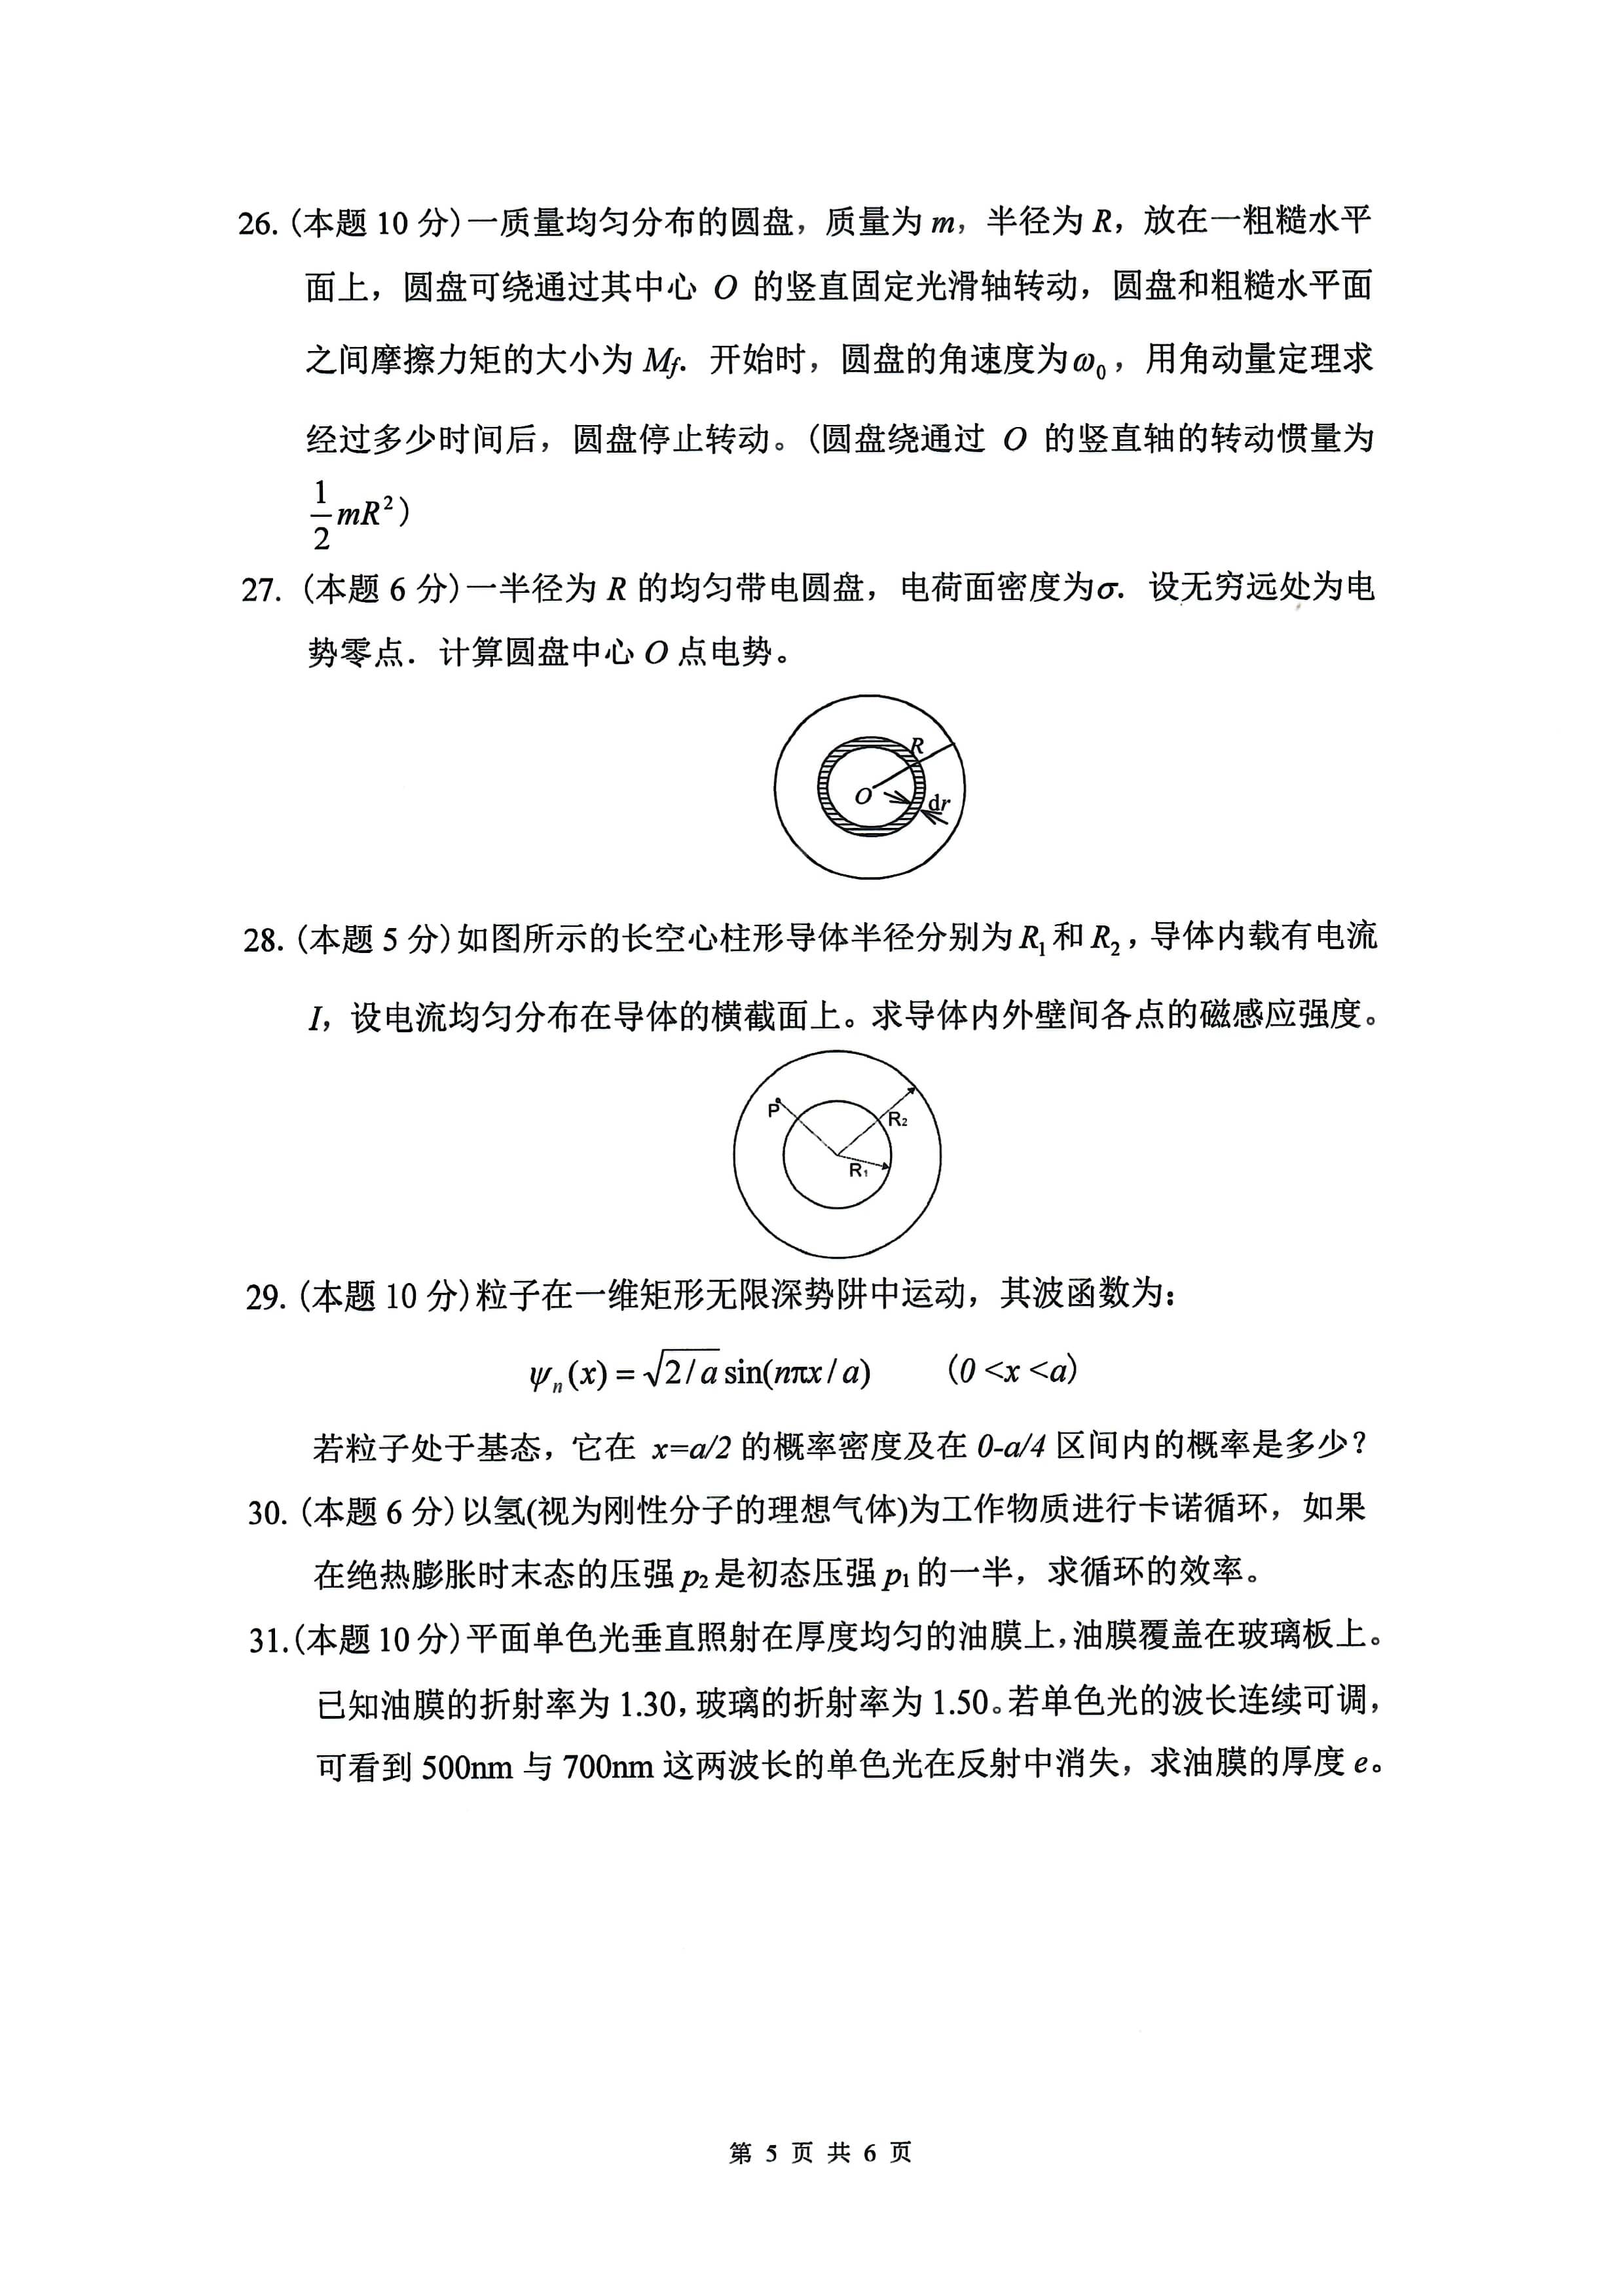 26.(本题 10 分)一质量均匀分布的圆盘，质量为 m，半径为 R，放在一粗糙水平
面上，圆盘可绕通过其中心 O 的竖直固定光滑轴转动，圆盘和粗糙水平面
之间摩擦力矩的大小为 M_f. 开始时，圆盘的角速度为ω₀，用角动量定理求
经过多少时间后，圆盘停止转动。(圆盘绕通过 O 的竖直轴的转动惯量为
1/2 mR²)
27. (本题 6 分)一半径为 R 的均匀带电圆盘，电荷面密度为σ. 设无穷远处为电
势零点．计算圆盘中心 O 点电势。
R
O
dr
28.(本题 5 分)如图所示的长空心柱形导体半径分别为R₁和R₂，导体内载有电流
I，设电流均匀分布在导体的横截面上。求导体内外壁间各点的磁感应强度。
P
R₂
R₁
29.(本题 10 分)粒子在一维矩形无限深势阱中运动，其波函数为：
ψₙ(x)=√2/a sin(nπx/a) (0 <x <a)
若粒子处于基态，它在 x=a/2 的概率密度及在 0-a/4 区间内的概率是多少？
30.(本题 6 分)以氢(视为刚性分子的理想气体)为工作物质进行卡诺循环，如果
在绝热膨胀时末态的压强 p₂是初态压强 p₁的一半，求循环的效率。
31.(本题 10 分)平面单色光垂直照射在厚度均匀的油膜上，油膜覆盖在玻璃板上。
已知油膜的折射率为 1.30，玻璃的折射率为 1.50。若单色光的波长连续可调，
可看到 500nm 与 700nm 这两波长的单色光在反射中消失，求油膜的厚度 e。
第 5 页 共 6 页